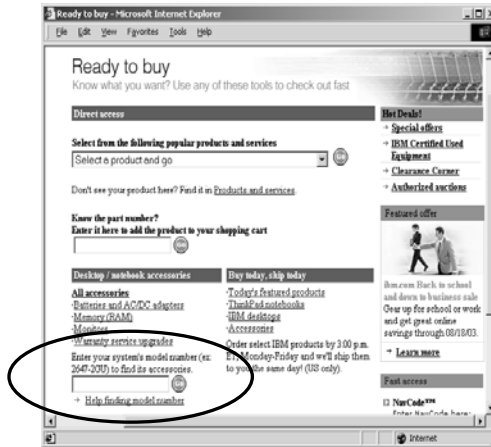 Ready to buy - Microsoft Internet Explorer
File Edit View Favorites Tools Help
Ready to buy
Know what you want? Use any of these tools to check out fast
Direct access
Select from the following popular products and services
Select a product and go
Go
Don't see your product here? Find it in Products and services.
Know the part number?
Enter it here to add the product to your shopping cart
Go
Desktop / notebook accessories
All accessories
·Batteries and AC/DC adapters
·Memory (RAM)
·Monitors
·Warranty service upgrades
Enter your system's model number (ex:
2647-2GU) to find its accessories.
Go
→ Help finding model number
Buy today, ship today
·Today's featured products
·ThinkPad notebooks
·IBM desktops
·Accessories
Order select IBM products by 3:00 p.m.
ET, Monday-Friday and we'll ship them
to you the same day! (US only).
Hot Deals!
→ Special offers
→ IBM Certified Used
Equipment
→ Clearance Corner
→ Authorized auctions
Featured offer
ibm.com Back to school
and down to business sale
Gear up for school or work
and get great online
savings through 08/18/03.
→ Learn more
Fast access
NavCode™
Enter NavCode here:
Internet